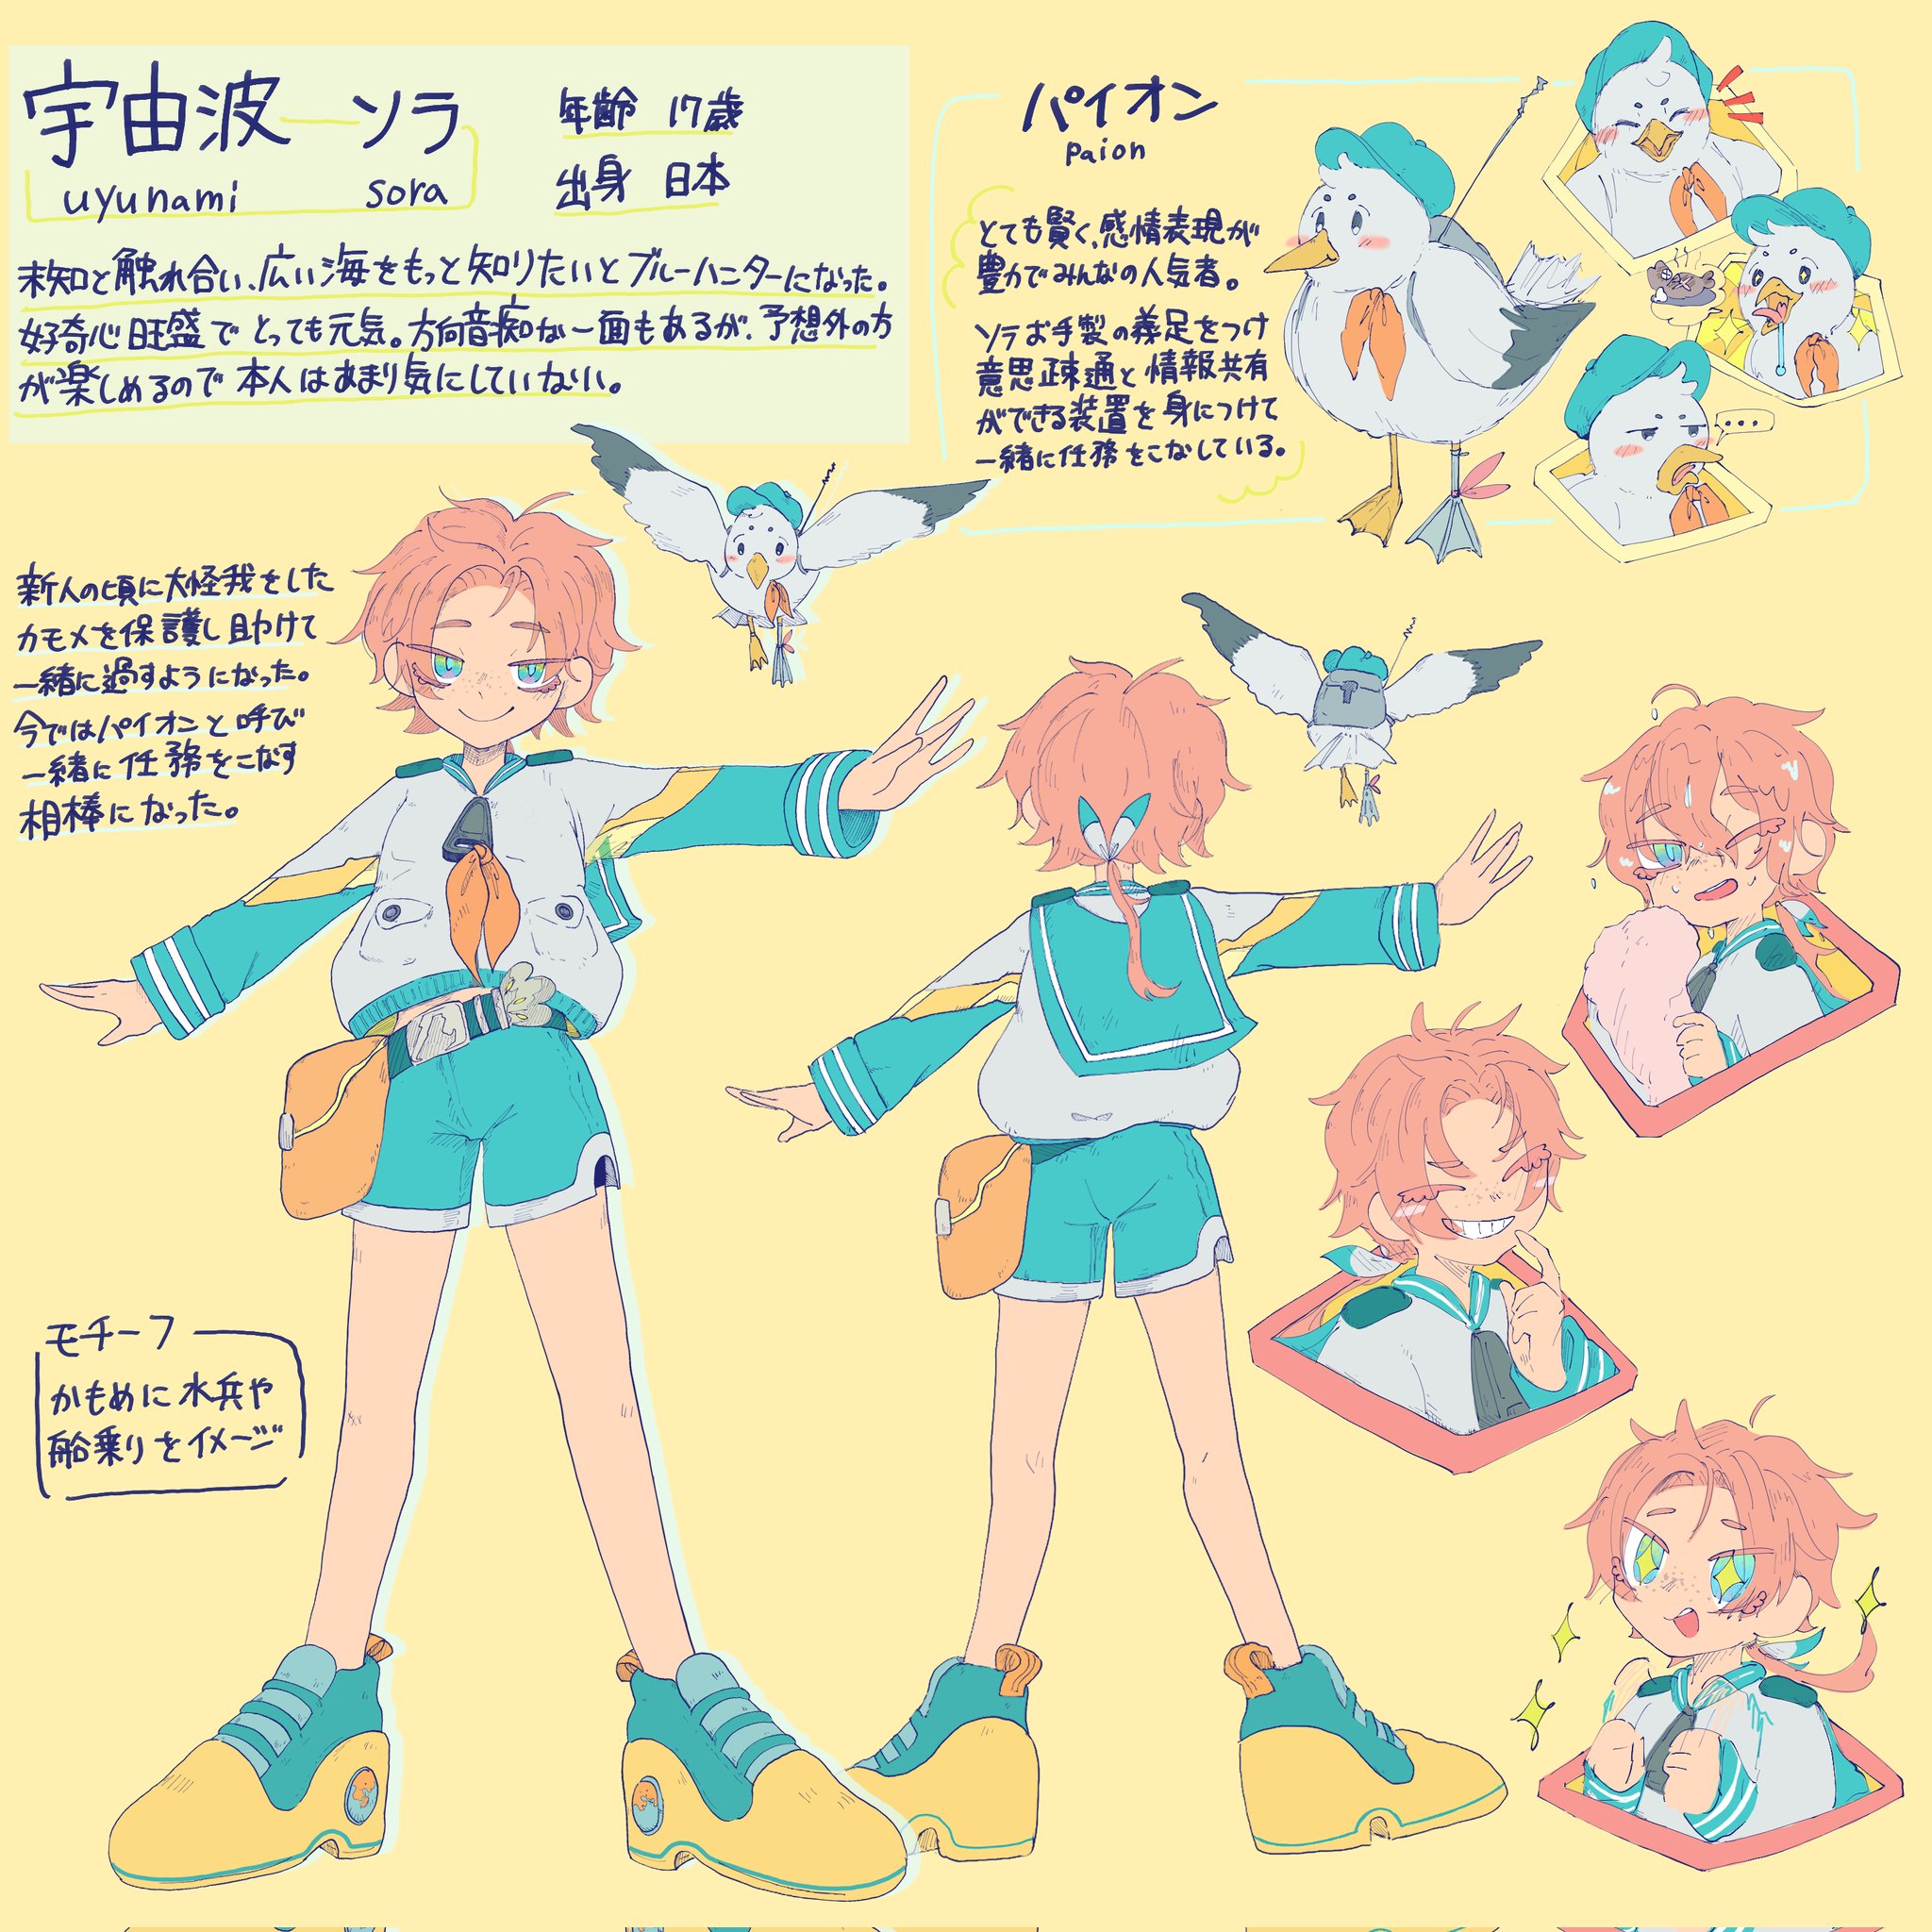 宇由波 ソラ
uyunami sora
年齢 17歳
出身 日本
未知と触れ合い、広い海をもっと知りたいとブルーハンターになった。
好奇心旺盛でとっても元気。方向音痴な一面もあるが、予想外の方
が楽しめるので本人はあまり気にしていない。
パイオン
paion
とても賢く、感情表現が
豊かでみんなの人気者。
ソラお手製の義足をつけ
意思疎通と情報共有
ができる装置を身につけて
一緒に任務をこなしている。
...
新人の頃に大怪我をした
カモメを保護し助けて
一緒に過すようになった。
今ではパイオンと呼び
一緒に任務をこなす
相棒になった。
モチーフ
かもめに水兵や
船乗りをイメージ